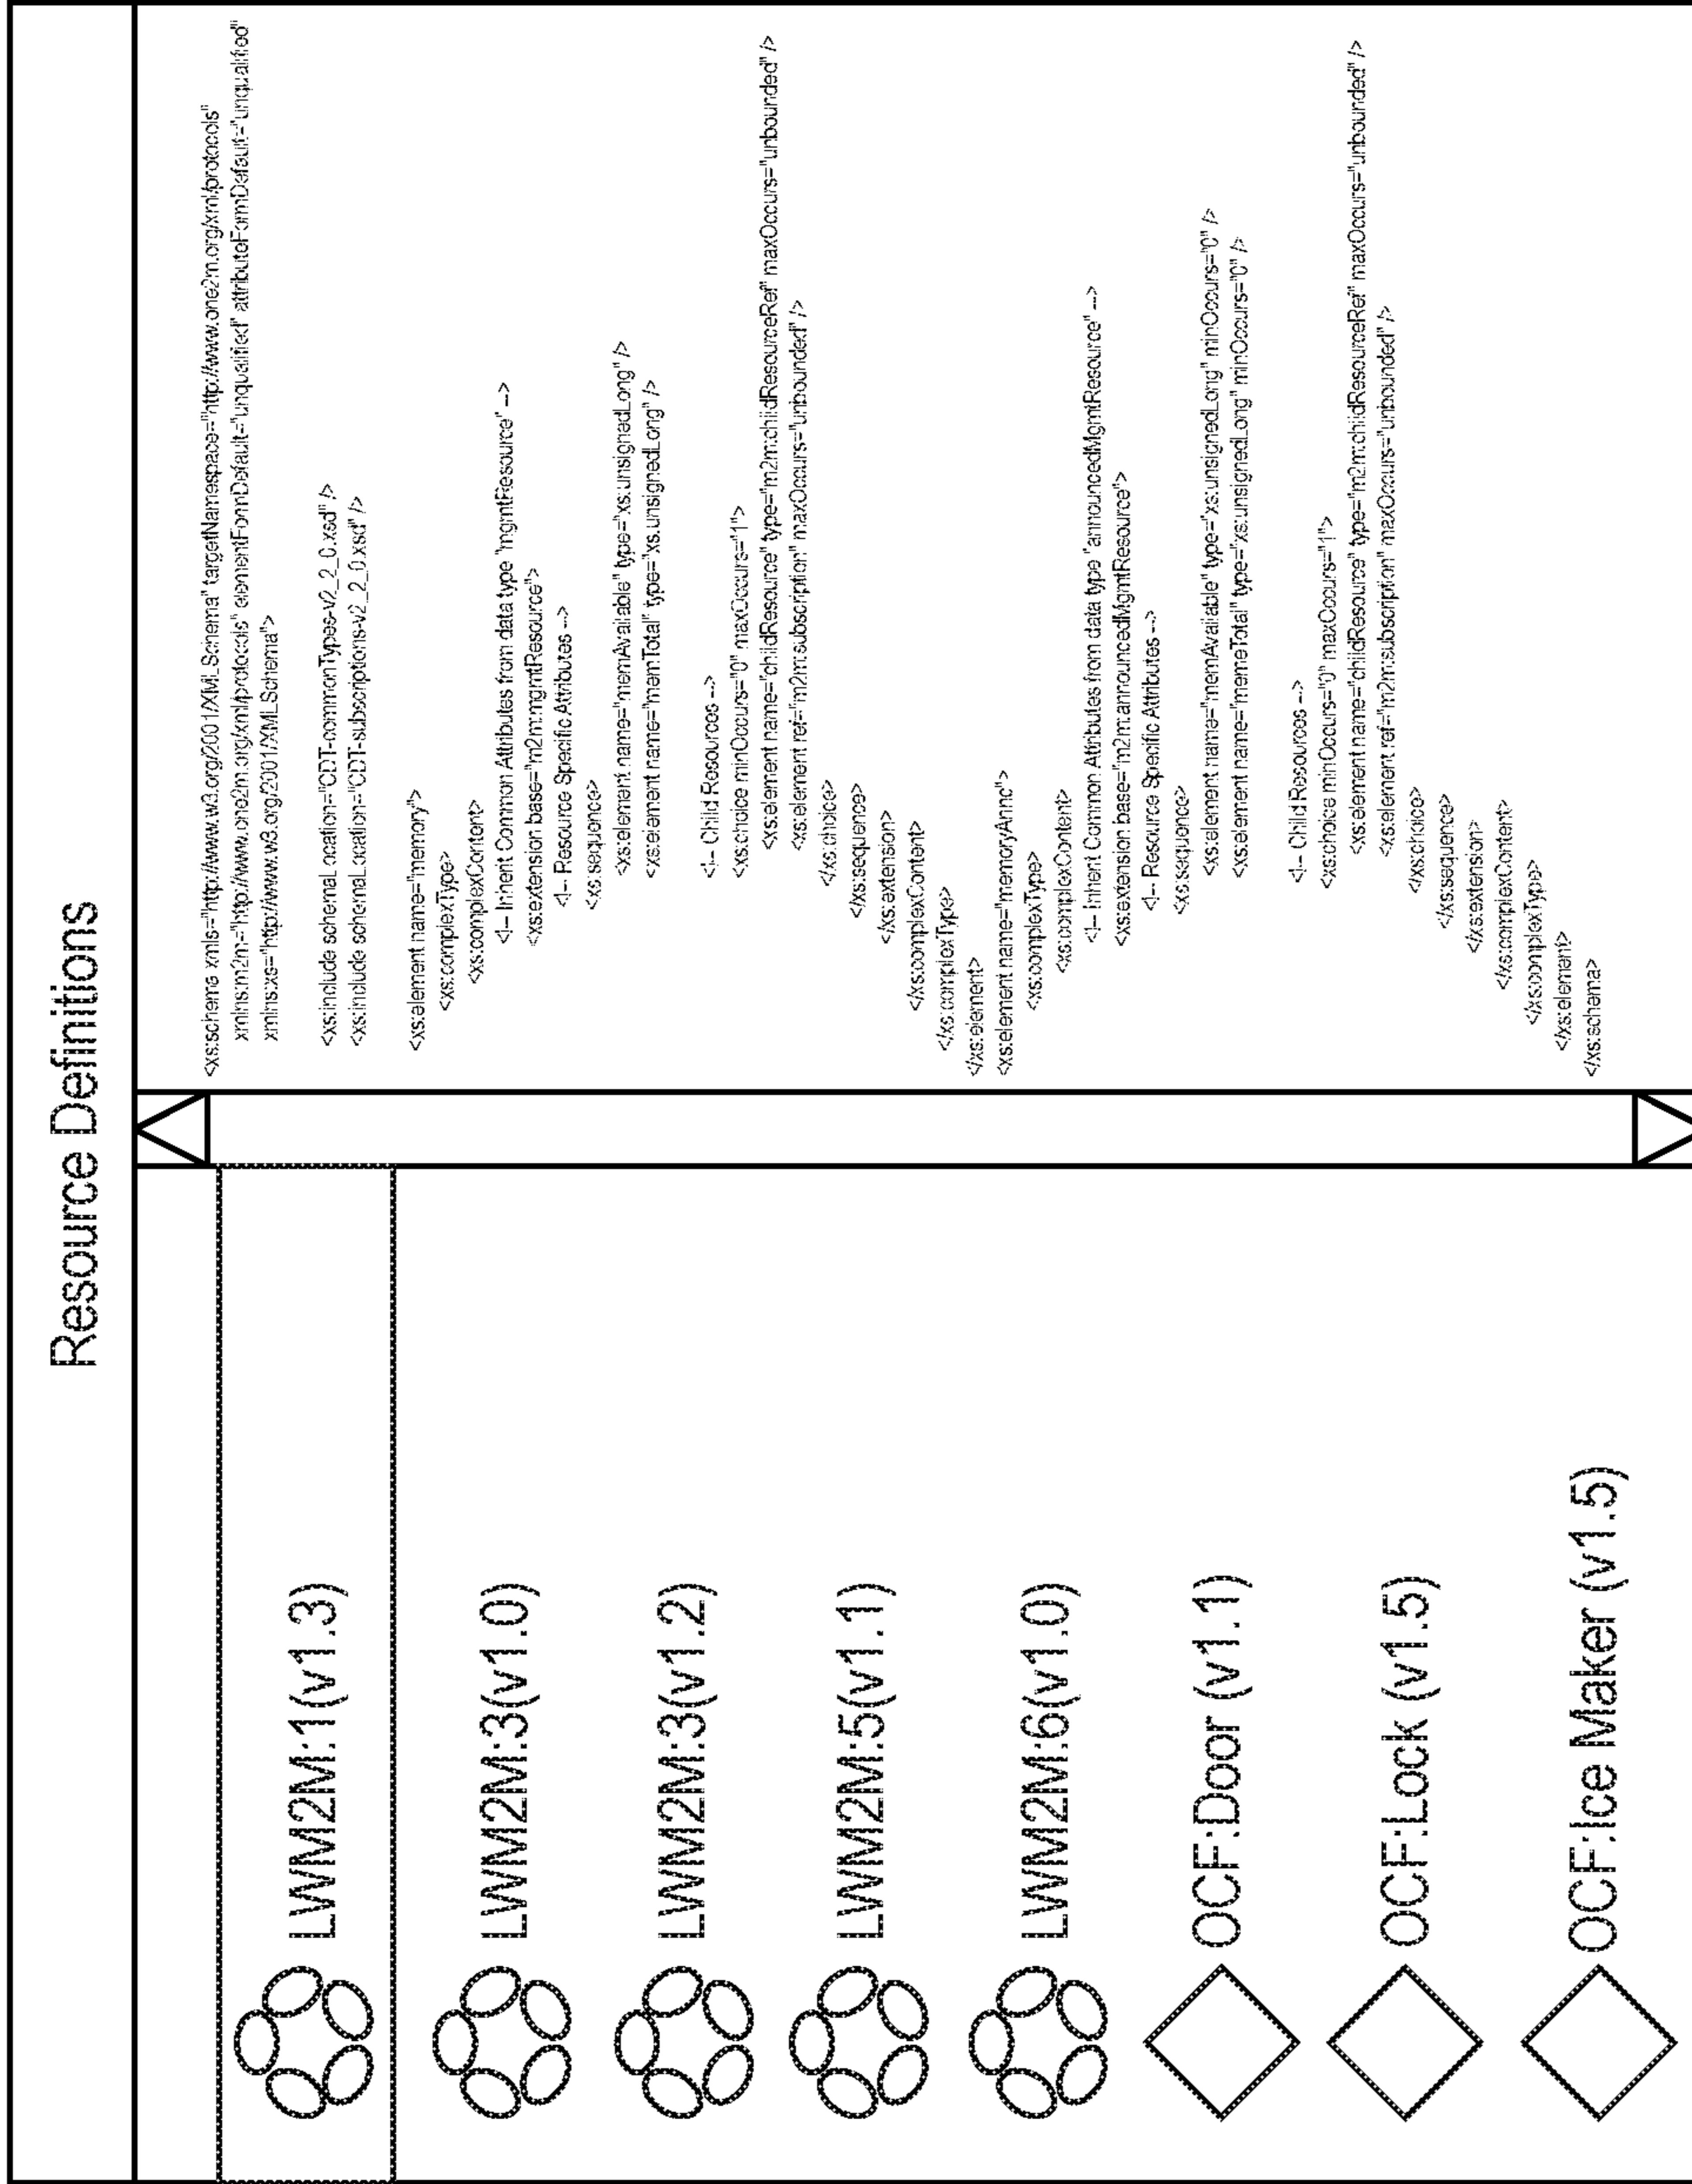 Resource Definitions
LWM2M:1(v1.3)
LWM2M:3(v1.0)
LWM2M:3(v1.2)
LWM2M:5(v1.1)
LWM2M:6(v1.0)
OCF:Door (v1.1)
OCF:Lock (v1.5)
OCF:Ice Maker (v1.5)
<xs:schema xmls="http://www.w3.org/2001/XMLSchema" targetNamespace="http://www.one2m.org/xml/protocols"
xmlns:m2m="http://www.one2m.org/xml/protocols" elementFormDefault="unqualified" attributeFormDefault="unqualified"
xmlns:xs="http://www.w3.org/2001/XMLSchema">
<xs:include schemaLocation="CDT-commonTypes-v2_2_0.xsd" />
<xs:include schemaLocation="CDT-subscriptions-v2_2_0.xsd" />
<xs:element name="memory">
<xs:complexType>
<xs:complexContent>
<!-- Inherit Common Attributes from data type "mgmtResource" -->
<xs:extension base="m2m:mgmtResource">
<!-- Resource Specific Attributes -->
<xs:sequence>
<xs:element name="memAvailable" type="xs:unsignedLong" />
<xs:element name="memTotal" type="xs:unsignedLong" />
<!-- Child Resources -->
<xs:choice minOccurs="0" maxOccurs="1">
<xs:element name="childResource" type="m2m:childResourceRef" maxOccurs="unbounded" />
<xs:element ref="m2m:subscription" maxOccurs="unbounded" />
</xs:choice>
</xs:sequence>
</xs:extension>
</xs:complexContent>
</xs:complexType>
</xs:element>
<xs:element name="memoryAnnc">
<xs:complexType>
<xs:complexContent>
<!-- Inherit Common Attributes from data type "announcedMgmtResource" -->
<xs:extension base="m2m:announcedMgmtResource">
<!-- Resource Specific Attributes -->
<xs:sequence>
<xs:element name="memAvailable" type="xs:unsignedLong" minOccurs="0" />
<xs:element name="memeTotal" type="xs:unsignedLong" minOccurs="0" />
<!-- Child Resources -->
<xs:choice minOccurs="0" maxOccurs="1">
<xs:element name="childResource" type="m2m:childResourceRef" maxOccurs="unbounded" />
<xs:element ref="m2m:subscription" maxOccurs="unbounded" />
</xs:choice>
</xs:sequence>
</xs:extension>
</xs:complexContent>
</xs:complexType>
</xs:element>
</xs:schema>